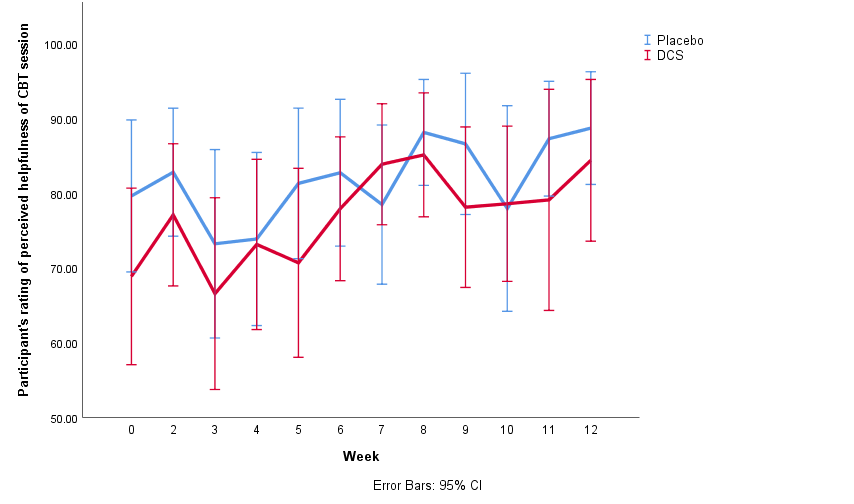 Participant's rating of perceived helpfulness of CBT session
100.00
90.00
80.00
70.00
60.00
50.00
0 2 3 4 5 6 7 8 9 10 11 12
Week
Error Bars: 95% CI
Placebo
DCS